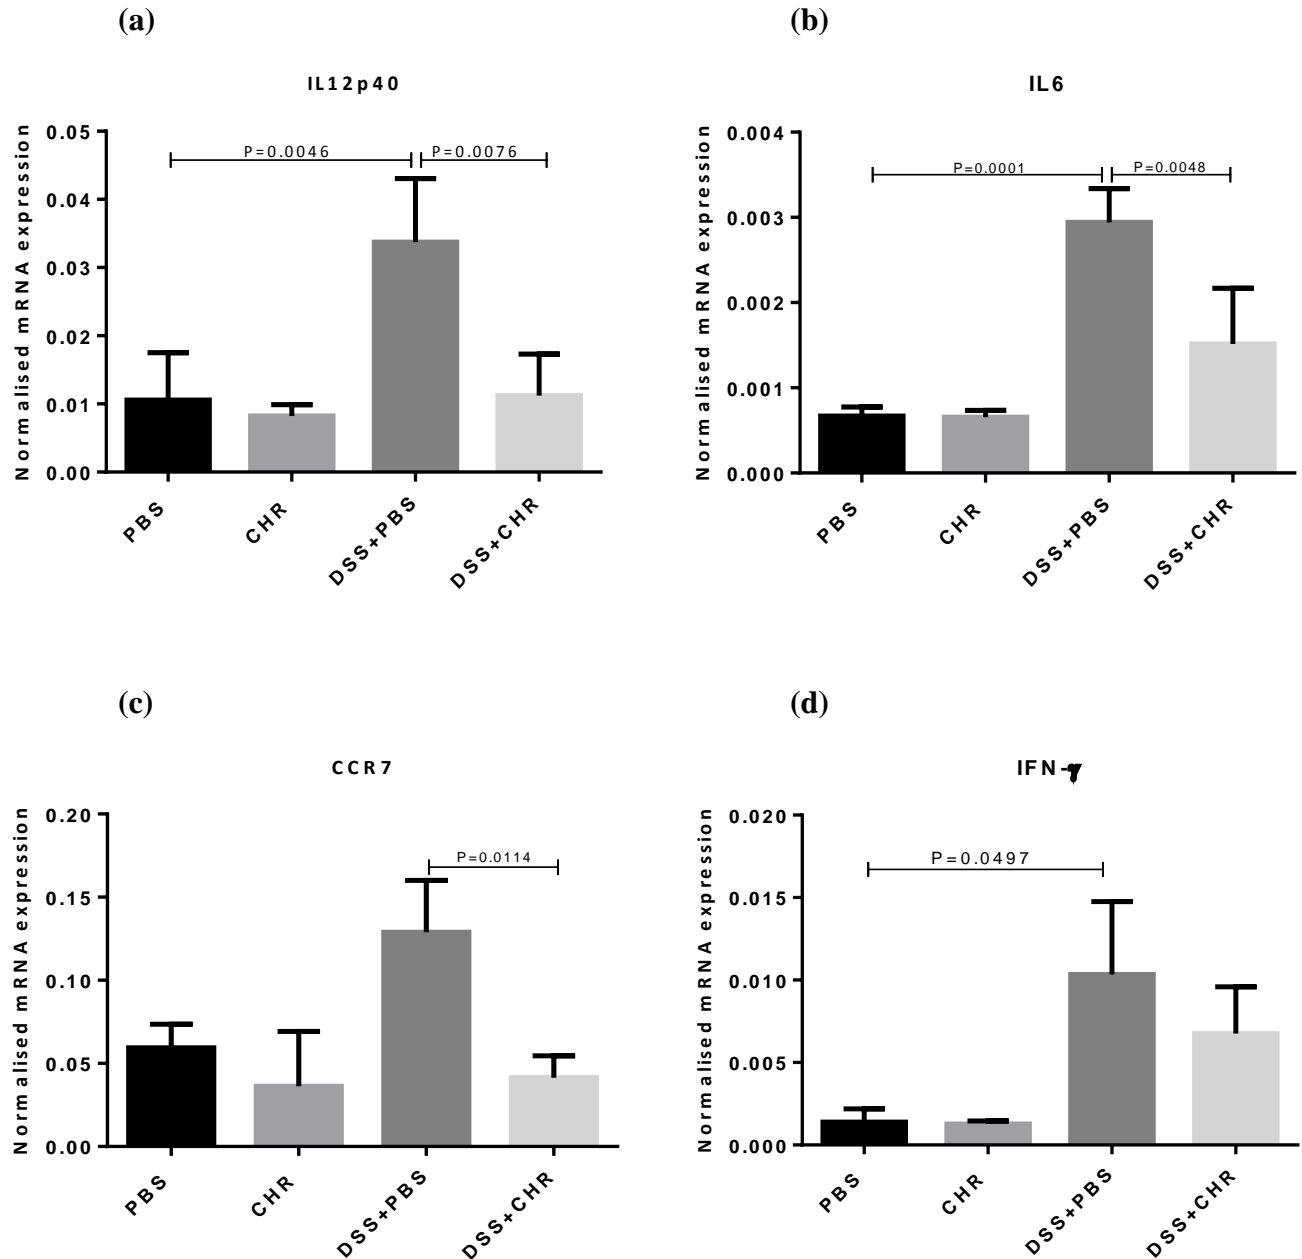 (a)
IL12p40
Normalised mRNA expression
0.05
0.04
0.03
0.02
0.01
0.00
P=0.0046
P=0.0076
PBS
CHR
DSS+PBS
DSS+CHR
(b)
IL6
Normalised mRNA expression
0.004
0.003
0.002
0.001
0.000
P=0.0001
P=0.0048
PBS
CHR
DSS+PBS
DSS+CHR
(c)
CCR7
Normalised mRNA expression
0.20
0.15
0.10
0.05
0.00
P=0.0114
PBS
CHR
DSS+PBS
DSS+CHR
(d)
IFN-γ
Normalised mRNA expression
0.020
0.015
0.010
0.005
0.000
P=0.0497
PBS
CHR
DSS+PBS
DSS+CHR